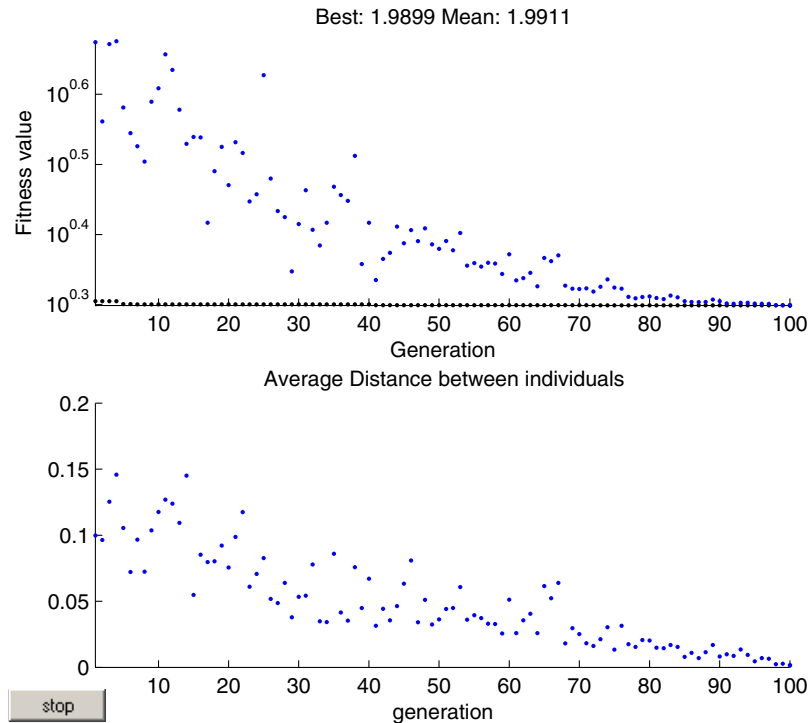 Best: 1.9899 Mean: 1.9911
Fitness value
10^0.6
10^0.5
10^0.4
10^0.3
10 20 30 40 50 60 70 80 90 100
Generation
Average Distance between individuals
0.2
0.15
0.1
0.05
0
10 20 30 40 50 60 70 80 90 100
generation
stop